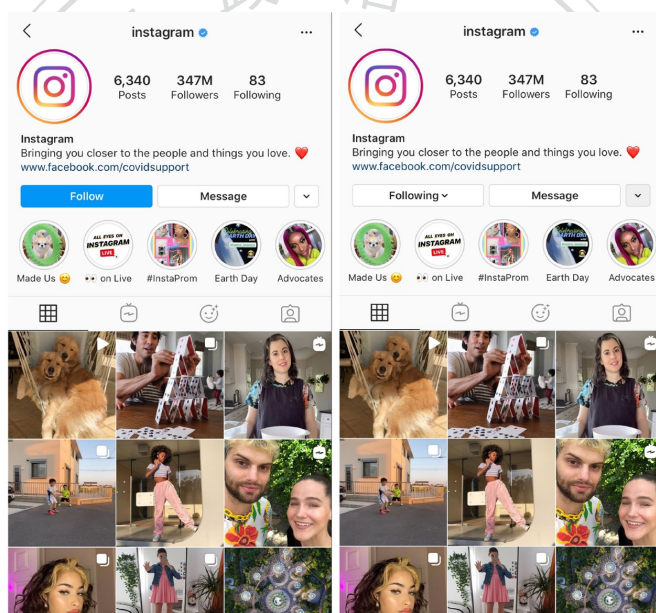 instagram
6,340 347M 83
Posts Followers Following
Instagram
Bringing you closer to the people and things you love. ❤️
www.facebook.com/covidsupport
Follow Message
ALL EYES ON
INSTAGRAM
LIVE
EARTH DAY
Made Us 😊 👀 on Live #InstaProm Earth Day Advocates
instagram
6,340 347M 83
Posts Followers Following
Instagram
Bringing you closer to the people and things you love. ❤️
www.facebook.com/covidsupport
Following Message
ALL EYES ON
INSTAGRAM
LIVE
EARTH DAY
Made Us 😊 👀 on Live #InstaProm Earth Day Advocates